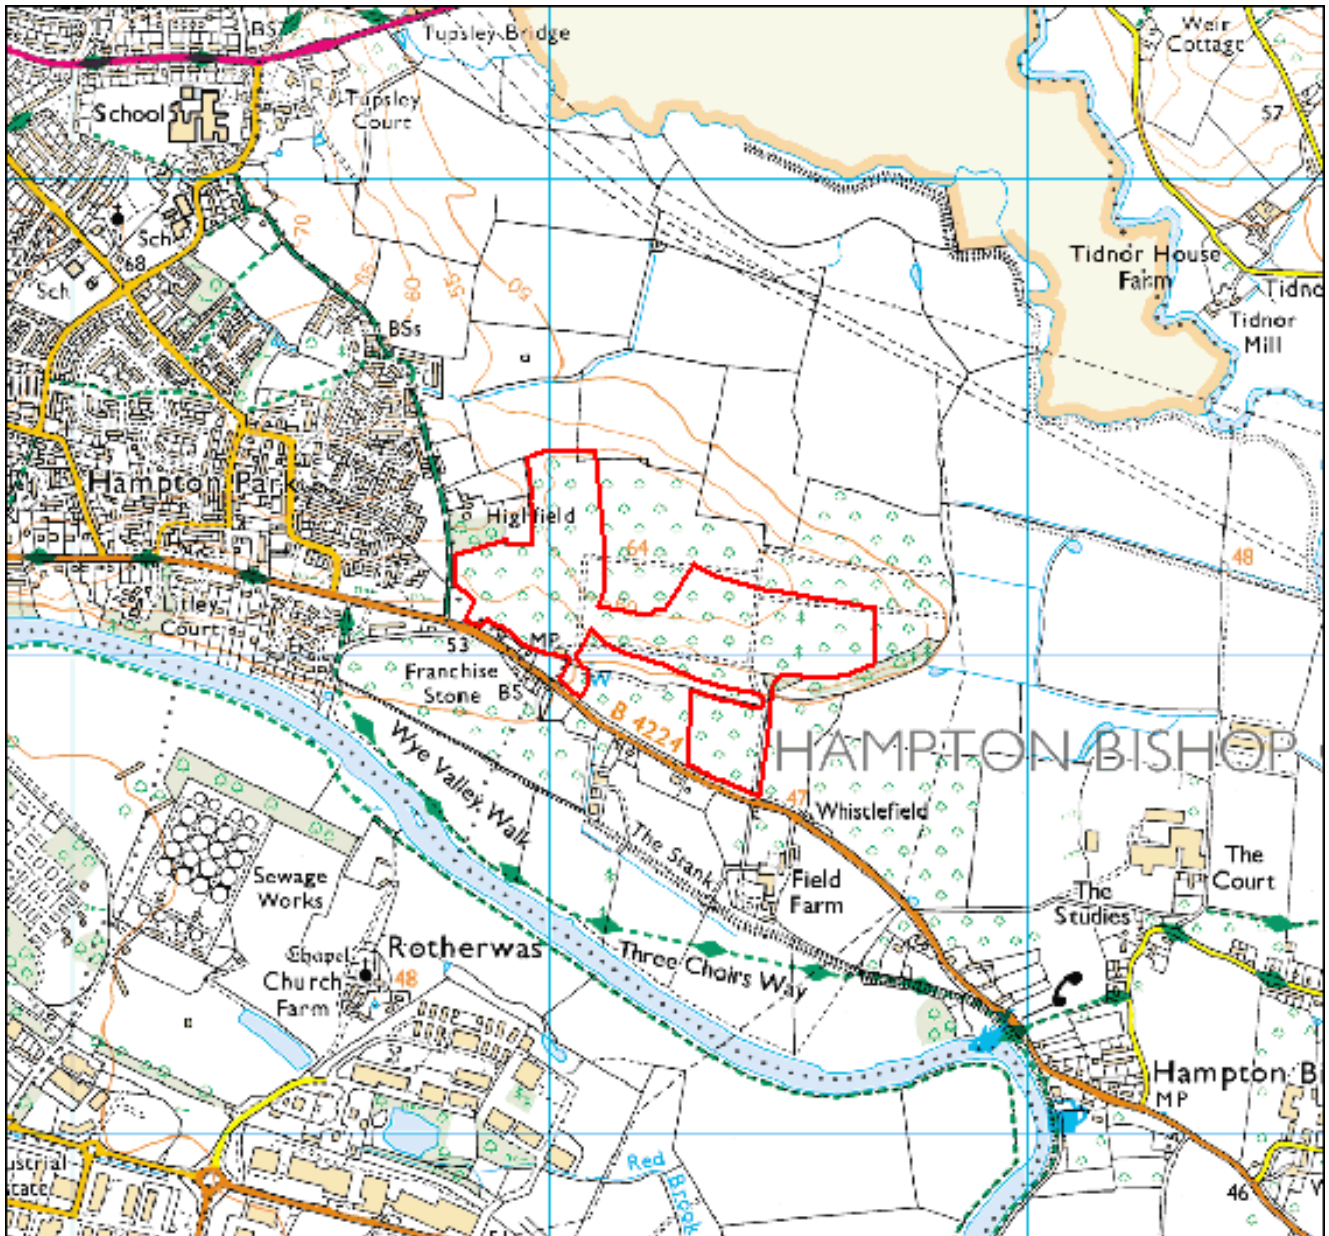 BS
Tupsley Bridge
Weir
Cottage
School
Tupsley
Court
57
70
Sch
68
Sch
65
60
55
50
BSs
Tidnor House
Farm
Tidno
Tidnor
Mill
Hampton Park
Highfield
64
48
Litley
Court
53
MP
Franchise
Stone
BS
W
B 4224
HAMPTON BISHOP
Wye Valley Walk
47
Whistlefield
The Stank
Sewage
Works
Field
Farm
The
Court
The
Studies
Rotherwas
Chapel
Church
Farm
48
Three Choirs Way
Hampton B
MP
Red
Brook
ustrial
tate
46